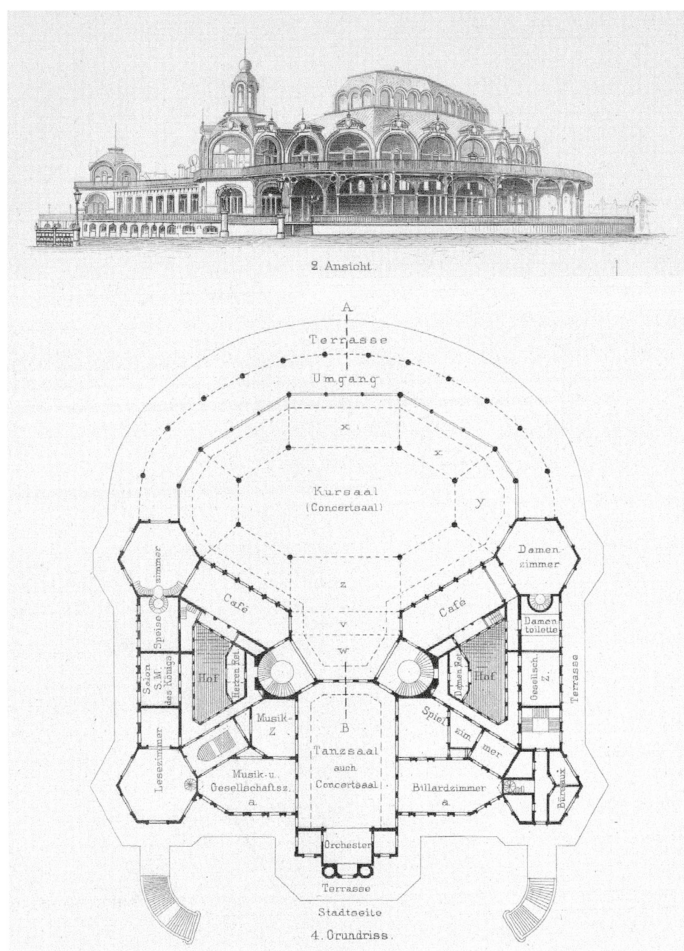 2. Ansicht.
A
Terrasse
Umgang
x
x
Kursaal
(Concertsaal)
y
Speise zimmer
Damen
zimmer
z
Café
Café
v
w
Damen
toilette
Salon
S. M.
des Königs
Hof
Herren Ret.
Damen Ret.
Hof
Gesellsch.
Z.
Terrasse
Musik-
Z.
B
Spiel zim mer
Tanzsaal
auch
Concertsaal
Lesezimmer
Musik-u.
Gesellschaftsz.
a
Billardzimmer
a
Büreaux
Orchester
Terrasse
Stadtseite
4. Grundriss.